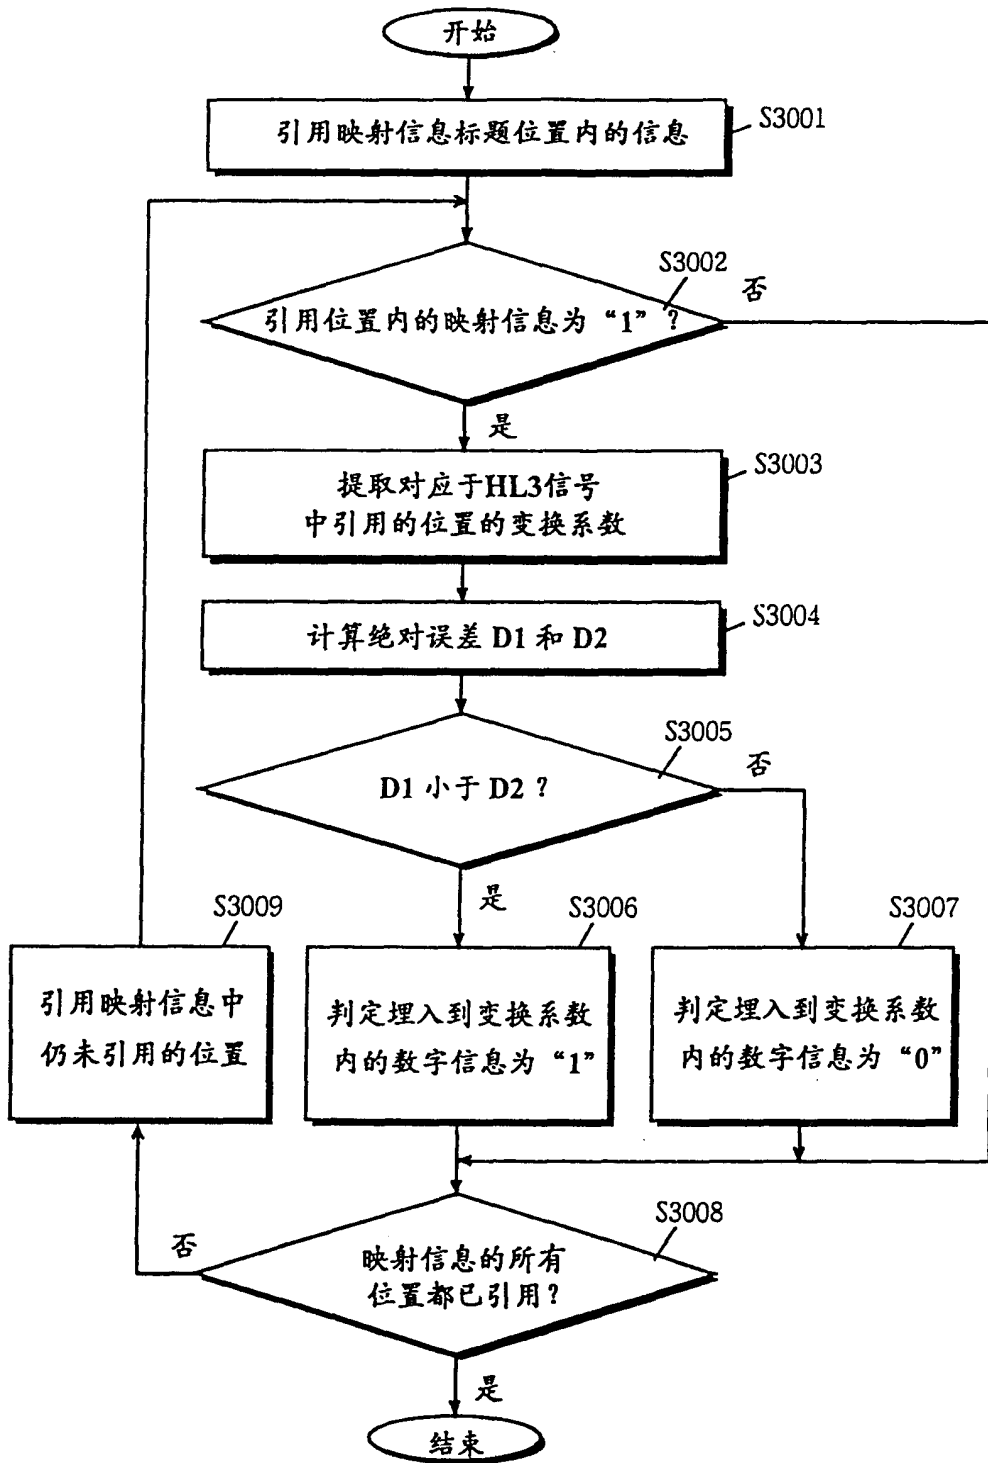 开始
引用映射信息标题位置内的信息
S3001
S3002
否
引用位置内的映射信息为“1”？
是
S3003
提取对应于HL3信号
中引用的位置的变换系数
S3004
计算绝对误差 D1 和 D2
S3005
否
D1 小于 D2？
是
S3009
S3006
S3007
引用映射信息中
仍未引用的位置
判定埋入到变换系数
内的数字信息为“1”
判定埋入到变换系数
内的数字信息为“0”
S3008
否
映射信息的所有
位置都已引用？
是
结束